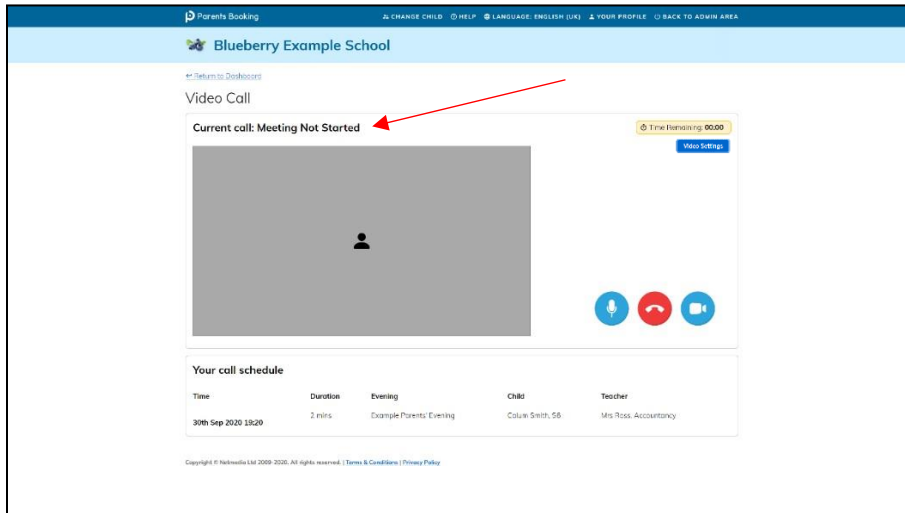 Parents Booking CHANGE CHILD HELP LANGUAGE: ENGLISH (UK) YOUR PROFILE BACK TO ADMIN AREA
Blueberry Example School
Return to Dashboard
Video Call
Current call: Meeting Not Started
Time Remaining: 00:00
Video Settings
Your call schedule
Time Duration Evening Child Teacher
30th Sep 2020 19:20 2 mins Example Parents' Evening Calum Smith, Mrs Ross, Accountancy
Copyright © Netmedia Ltd 2009-2020. All rights reserved. | Terms & Conditions | Privacy Policy